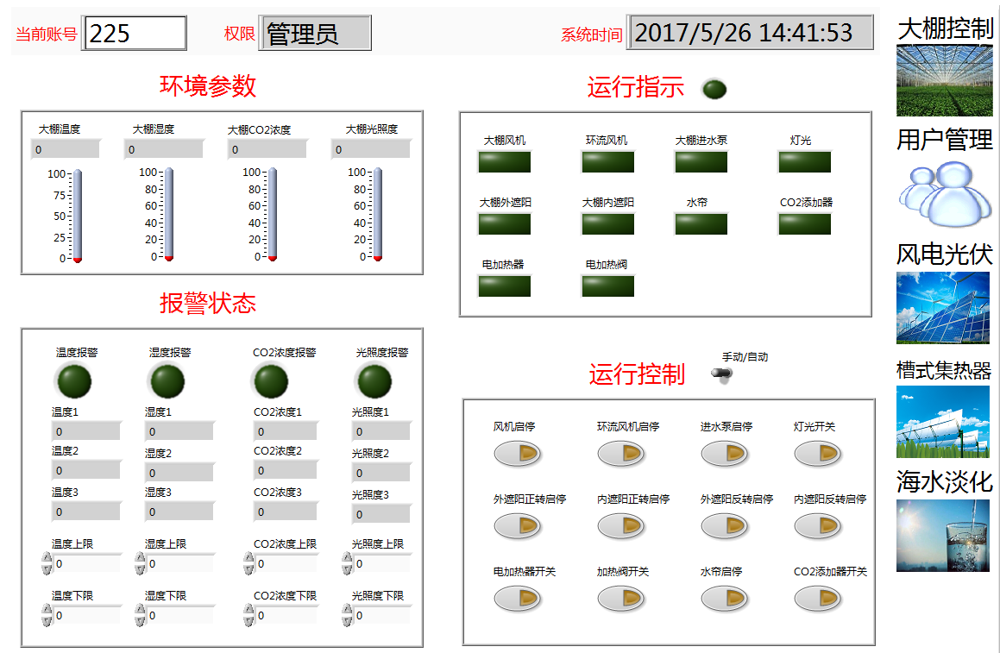 当前账号 225 权限 管理员 系统时间 2017/5/26 14:41:53
环境参数
大棚温度 大棚湿度 大棚CO2浓度 大棚光照度
0 0 0 0
100 100 100 100
75 80 80 80
50 60 60 60
25 40 40 40
0 20 20 20
0 0 0
报警状态
温度报警 湿度报警 CO2浓度报警 光照度报警
温度1 湿度1 CO2浓度1 光照度1
0 0 0 0
温度2 湿度2 CO2浓度2 光照度2
0 0 0 0
温度3 湿度3 CO2浓度3 光照度3
0 0 0 0
温度上限 湿度上限 CO2浓度上限 光照度上限
0 0 0 0
温度下限 湿度下限 CO2浓度下限 光照度下限
0 0 0 0
运行指示
大棚风机 环流风机 大棚进水泵 灯光
大棚外遮阳 大棚内遮阳 水帘 CO2添加器
电加热器 电加热阀
运行控制 手动/自动
风机启停 环流风机启停 进水泵启停 灯光开关
外遮阳正转启停 内遮阳正转启停 外遮阳反转启停 内遮阳反转启停
电加热器开关 加热阀开关 水帘启停 CO2添加器开关
大棚控制
用户管理
风电光伏
槽式集热器
海水淡化